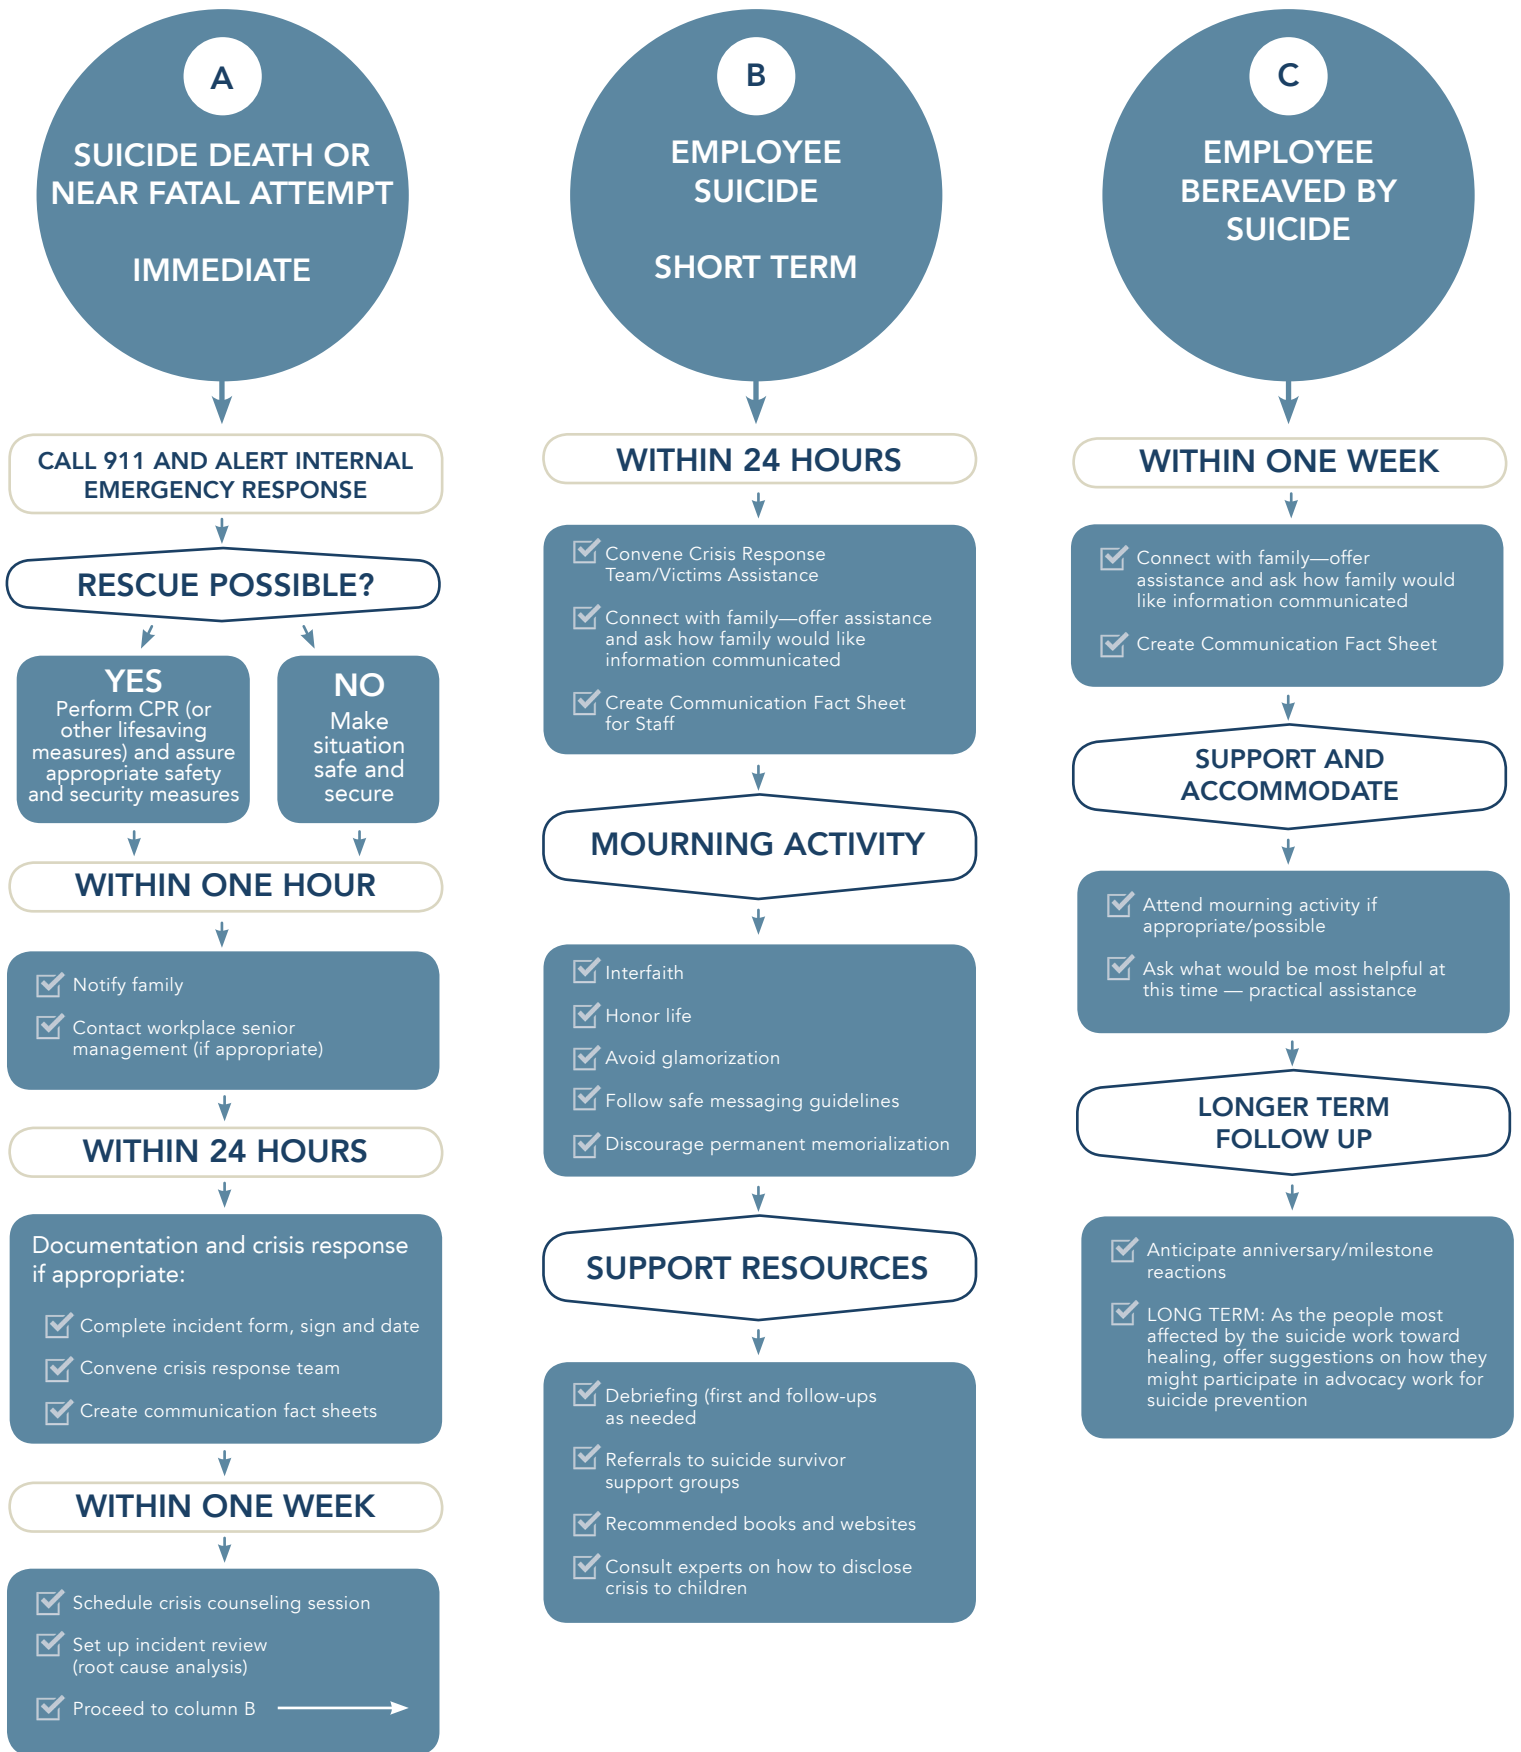 A
SUICIDE DEATH OR
NEAR FATAL ATTEMPT
IMMEDIATE
CALL 911 AND ALERT INTERNAL
EMERGENCY RESPONSE
RESCUE POSSIBLE?
YES
Perform CPR (or
other lifesaving
measures) and assure
appropriate safety
and security measures
NO
Make
situation
safe and
secure
WITHIN ONE HOUR
Notify family
Contact workplace senior
management (if appropriate)
WITHIN 24 HOURS
Documentation and crisis response
if appropriate:
Complete incident form, sign and date
Convene crisis response team
Create communication fact sheets
WITHIN ONE WEEK
Schedule crisis counseling session
Set up incident review
(root cause analysis)
Proceed to column B
B
EMPLOYEE
SUICIDE
SHORT TERM
WITHIN 24 HOURS
Convene Crisis Response
Team/Victims Assistance
Connect with family—offer assistance
and ask how family would like
information communicated
Create Communication Fact Sheet
for Staff
MOURNING ACTIVITY
Interfaith
Honor life
Avoid glamorization
Follow safe messaging guidelines
Discourage permanent memorialization
SUPPORT RESOURCES
Debriefing (first and follow-ups
as needed
Referrals to suicide survivor
support groups
Recommended books and websites
Consult experts on how to disclose
crisis to children
C
EMPLOYEE
BEREAVED BY
SUICIDE
WITHIN ONE WEEK
Connect with family—offer
assistance and ask how family would
like information communicated
Create Communication Fact Sheet
SUPPORT AND
ACCOMMODATE
Attend mourning activity if
appropriate/possible
Ask what would be most helpful at
this time — practical assistance
LONGER TERM
FOLLOW UP
Anticipate anniversary/milestone
reactions
LONG TERM: As the people most
affected by the suicide work toward
healing, offer suggestions on how they
might participate in advocacy work for
suicide prevention